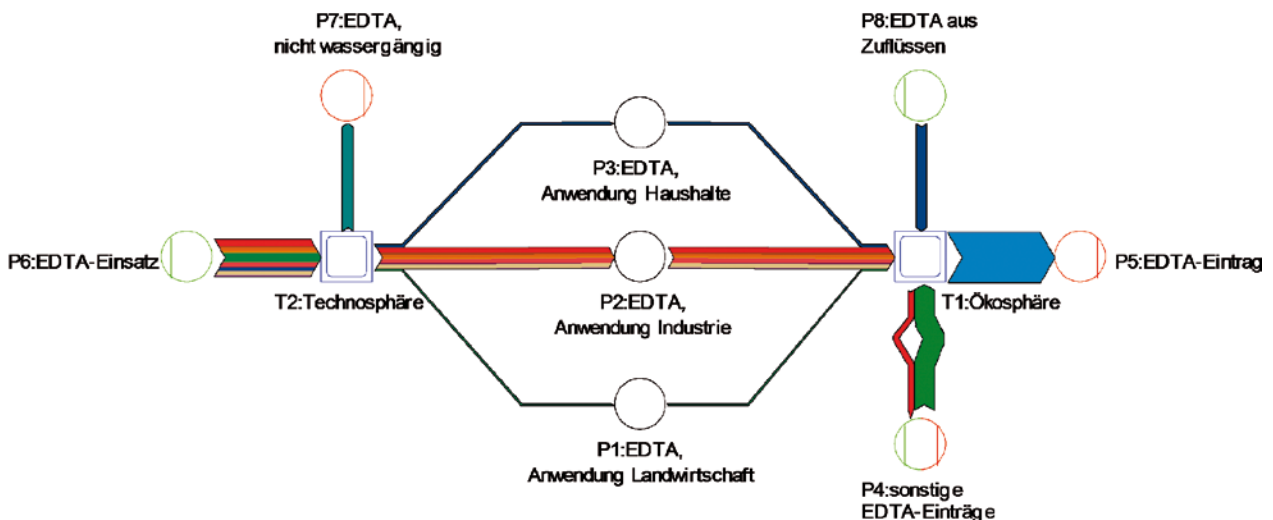 P7:EDTA,
nicht wassergängig
P8:EDTA aus
Zuflüssen
P3:EDTA,
Anwendung Haushalte
P6:EDTA-Einsatz
T2:Technosphäre
P2:EDTA,
Anwendung Industrie
T1:Ökosphäre
P5:EDTA-Eintrag
P1:EDTA,
Anwendung Landwirtschaft
P4:sonstige
EDTA-Einträge